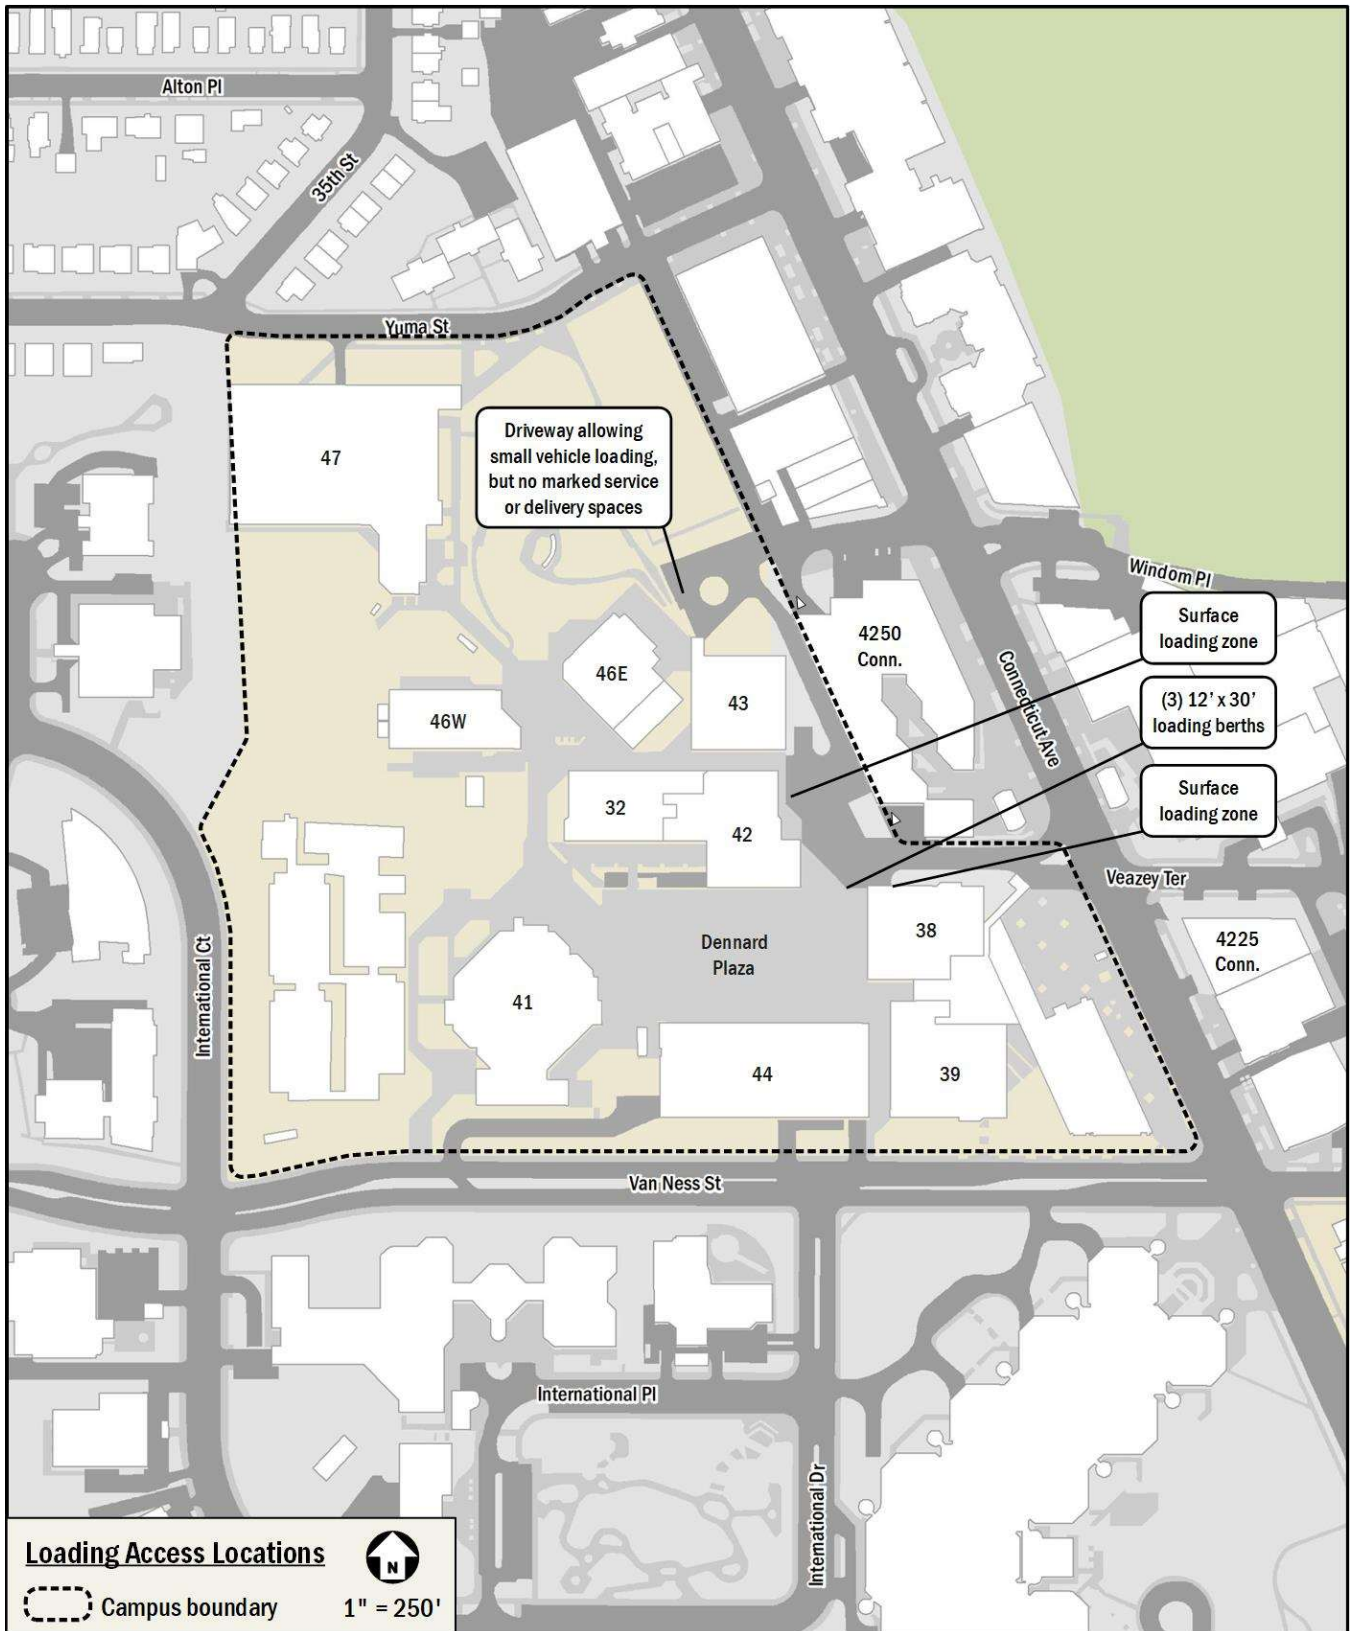 Alton Pl
35th St
Yuma St
47
Driveway allowing
small vehicle loading,
but no marked service
or delivery spaces
Windom Pl
Surface
loading zone
4250
Conn.
Connecticut Ave
46E
43
46W
(3) 12' x 30'
loading berths
Surface
loading zone
32
42
Veazey Ter
38
4225
Conn.
Dennard
Plaza
International Ct
41
44
39
Van Ness St
International Pl
International Dr
Loading Access Locations
N
Campus boundary
1" = 250'